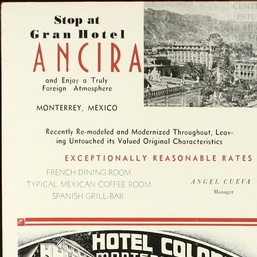 Stop at
Gran Hotel
ANCIRA
and Enjoy a Truly
Foreign Atmosphere
MONTERREY, MEXICO
Recently Re-modeled and Modernized Throughout, Leav-
ing Untouched its Valued Original Characteristics
EXCEPTIONALLY REASONABLE RATES
FRENCH DINING ROOM
TYPICAL MEXICAN COFFEE ROOM
SPANISH GRILL-BAR
ANGEL CUEVA
Manager
HOTEL COLO